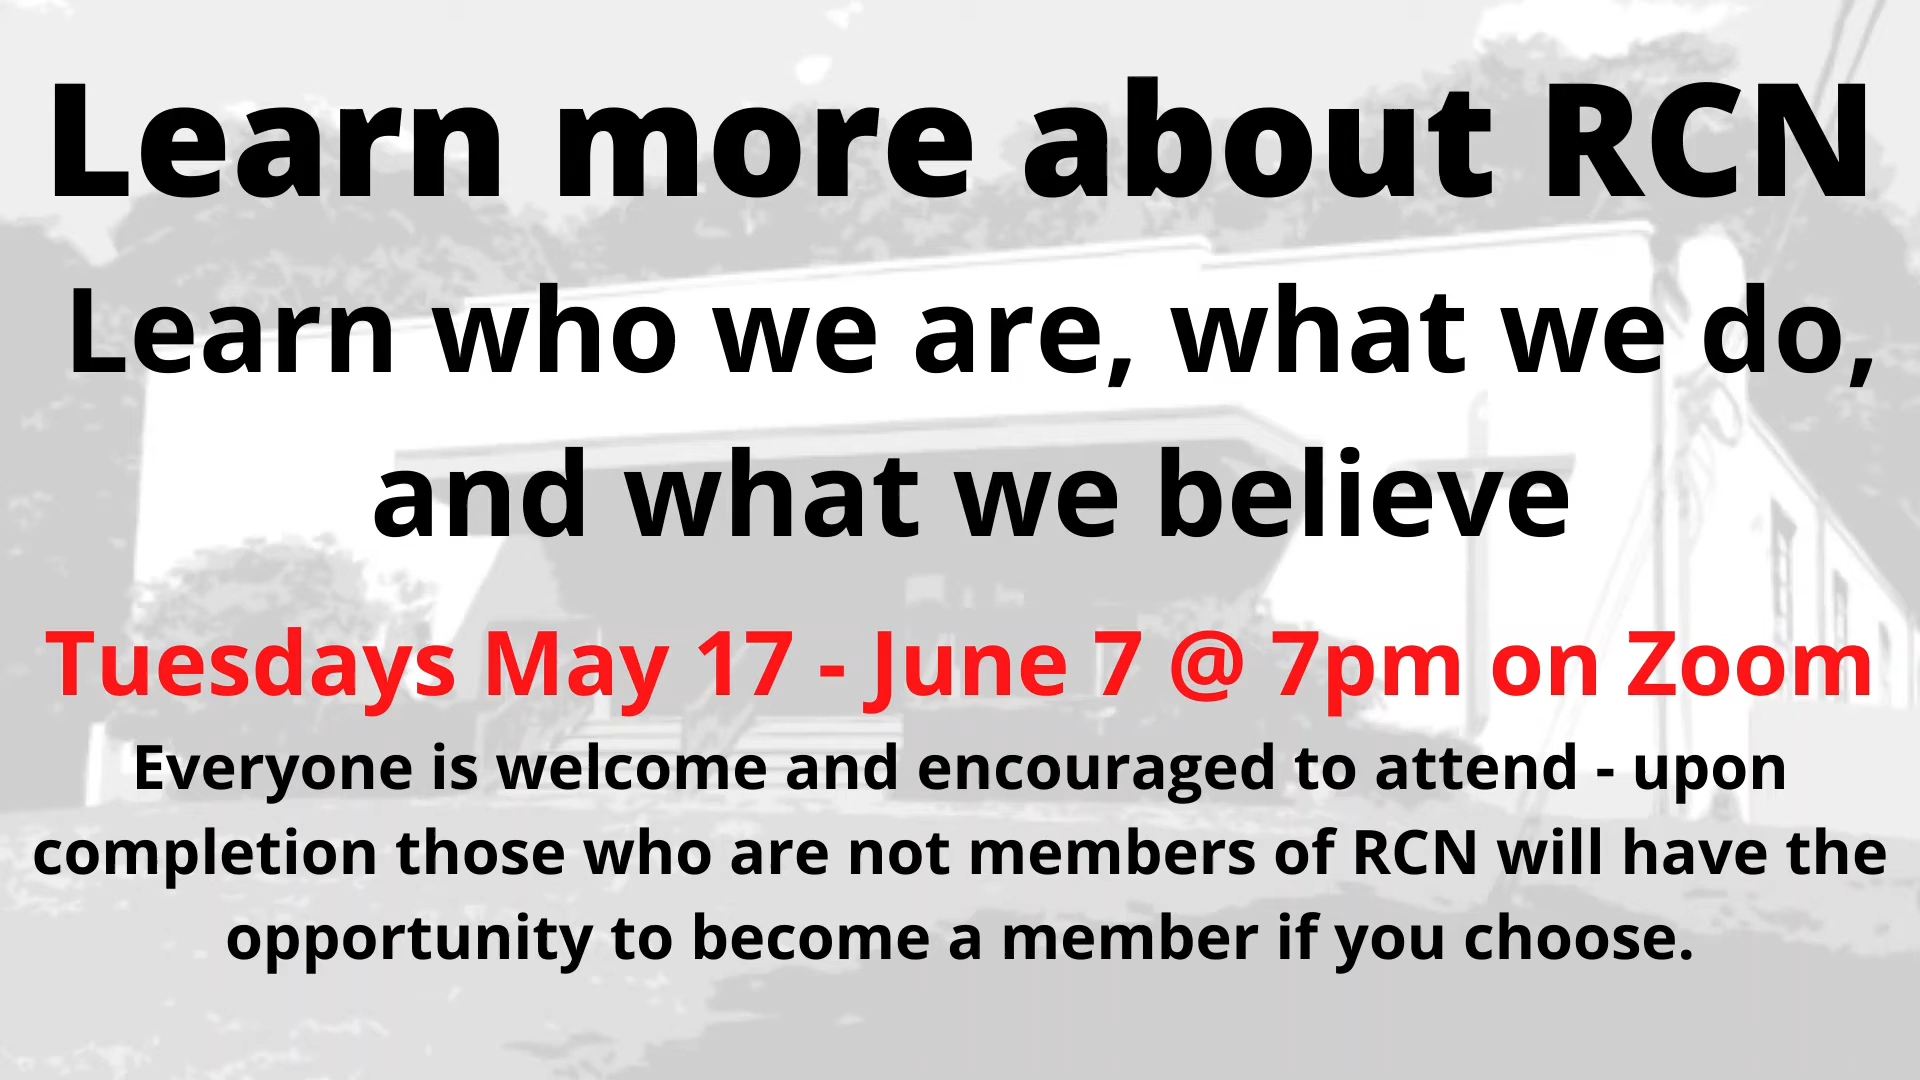 Learn more about RCN
Learn who we are, what we do,
and what we believe
Tuesdays May 17 - June 7 @ 7pm on Zoom
Everyone is welcome and encouraged to attend - upon
completion those who are not members of RCN will have the
opportunity to become a member if you choose.